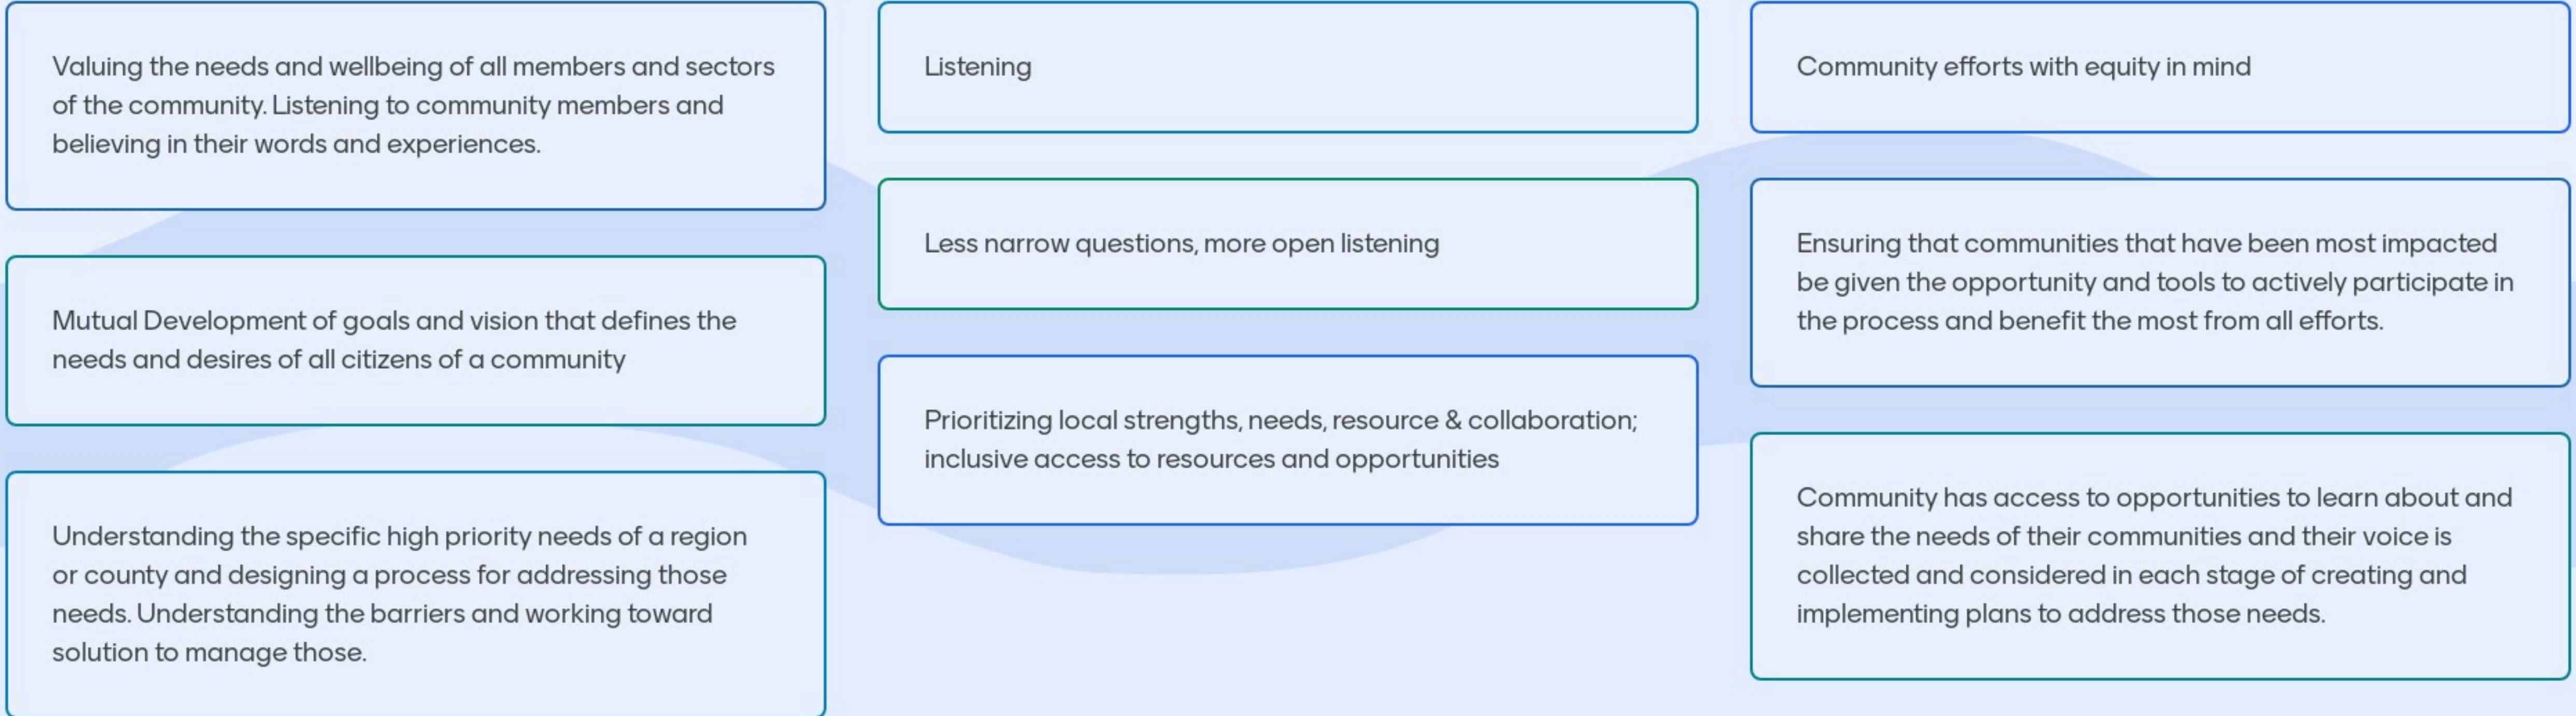 Valuing the needs and wellbeing of all members and sectors
of the community. Listening to community members and
believing in their words and experiences.
Mutual Development of goals and vision that defines the
needs and desires of all citizens of a community
Understanding the specific high priority needs of a region
or county and designing a process for addressing those
needs. Understanding the barriers and working toward
solution to manage those.
Listening
Less narrow questions, more open listening
Prioritizing local strengths, needs, resource & collaboration;
inclusive access to resources and opportunities
Community efforts with equity in mind
Ensuring that communities that have been most impacted
be given the opportunity and tools to actively participate in
the process and benefit the most from all efforts.
Community has access to opportunities to learn about and
share the needs of their communities and their voice is
collected and considered in each stage of creating and
implementing plans to address those needs.